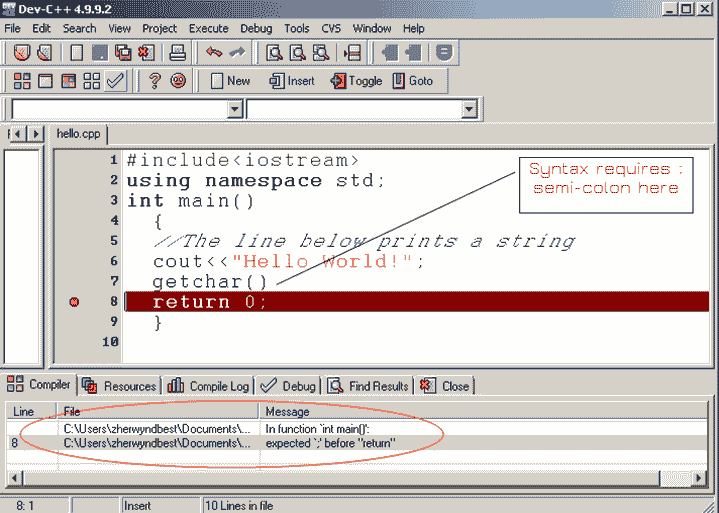 Dev-C++ 4.9.9.2
File Edit Search View Project Execute Debug Tools CVS Window Help
New Insert Toggle Goto
hello.cpp
1 #include<iostream>
2 using namespace std;
3 int main()
4 {
5 //The line below prints a string
6 cout<<"Hello World!";
7 getchar()
8 return 0;
9 }
10
Syntax requires ;
semi-colon here
Compiler Resources Compile Log Debug Find Results Close
Line File Message
C:\Users\zherwyndbest\Documents\... In function `int main()':
8 C:\Users\zherwyndbest\Documents\... expected `;' before "return"
8: 1 Insert 10 Lines in file